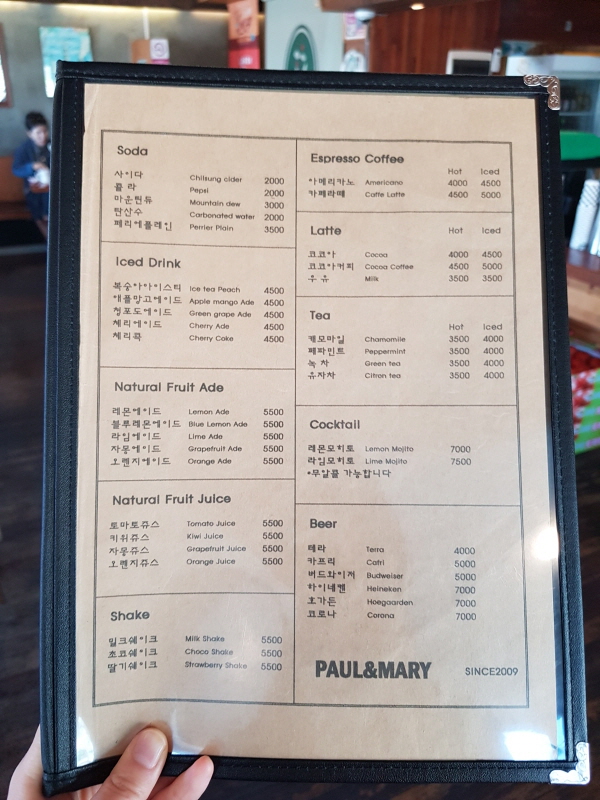 Soda
사이다 Chilsung cider 2000
콜라 Pepsi 2000
마운틴듀 Mountain dew 3000
탄산수 Carbonated water 2000
페리에플레인 Perrier Plain 3500
Iced Drink
복숭아아이스티 Ice tea Peach 4500
애플망고에이드 Apple mango Ade 4500
청포도에이드 Green grape Ade 4500
체리에이드 Cherry Ade 4500
체리콕 Cherry Coke 4500
Natural Fruit Ade
레몬에이드 Lemon Ade 5500
블루레몬에이드 Blue Lemon Ade 5500
라임에이드 Lime Ade 5500
자몽에이드 Grapefruit Ade 5500
오렌지에이드 Orange Ade 5500
Natural Fruit Juice
토마토쥬스 Tomato Juice 5500
키위쥬스 Kiwi Juice 5500
자몽쥬스 Grapefruit Juice 5500
오렌지쥬스 Orange Juice 5500
Shake
밀크쉐이크 Milk Shake 5500
초코쉐이크 Choco Shake 5500
딸기쉐이크 Strawberry Shake 5500
Espresso Coffee
Hot Iced
아메리카노 Americano 4000 4500
카페라떼 Caffe Latte 4500 5000
Latte Hot Iced
코코아 Cocoa 4000 4500
코코아커피 Cocoa Coffee 4500 5000
우유 Milk 3500 3500
Tea
Hot Iced
캐모마일 Chamomile 3500 4000
페파민트 Peppermint 3500 4000
녹차 Green tea 3500 4000
유자차 Citron tea 3500 4000
Cocktail
레몬모히토 Lemon Mojito 7000
라임모히토 Lime Mojito 7500
*무알콜 가능합니다
Beer
테라 Terra 4000
카프리 Cafri 5000
버드와이저 Budweiser 5000
하이네켄 Heineken 7000
호가든 Hoegaarden 7000
코로나 Corona 7000
PAUL&MARY SINCE2009